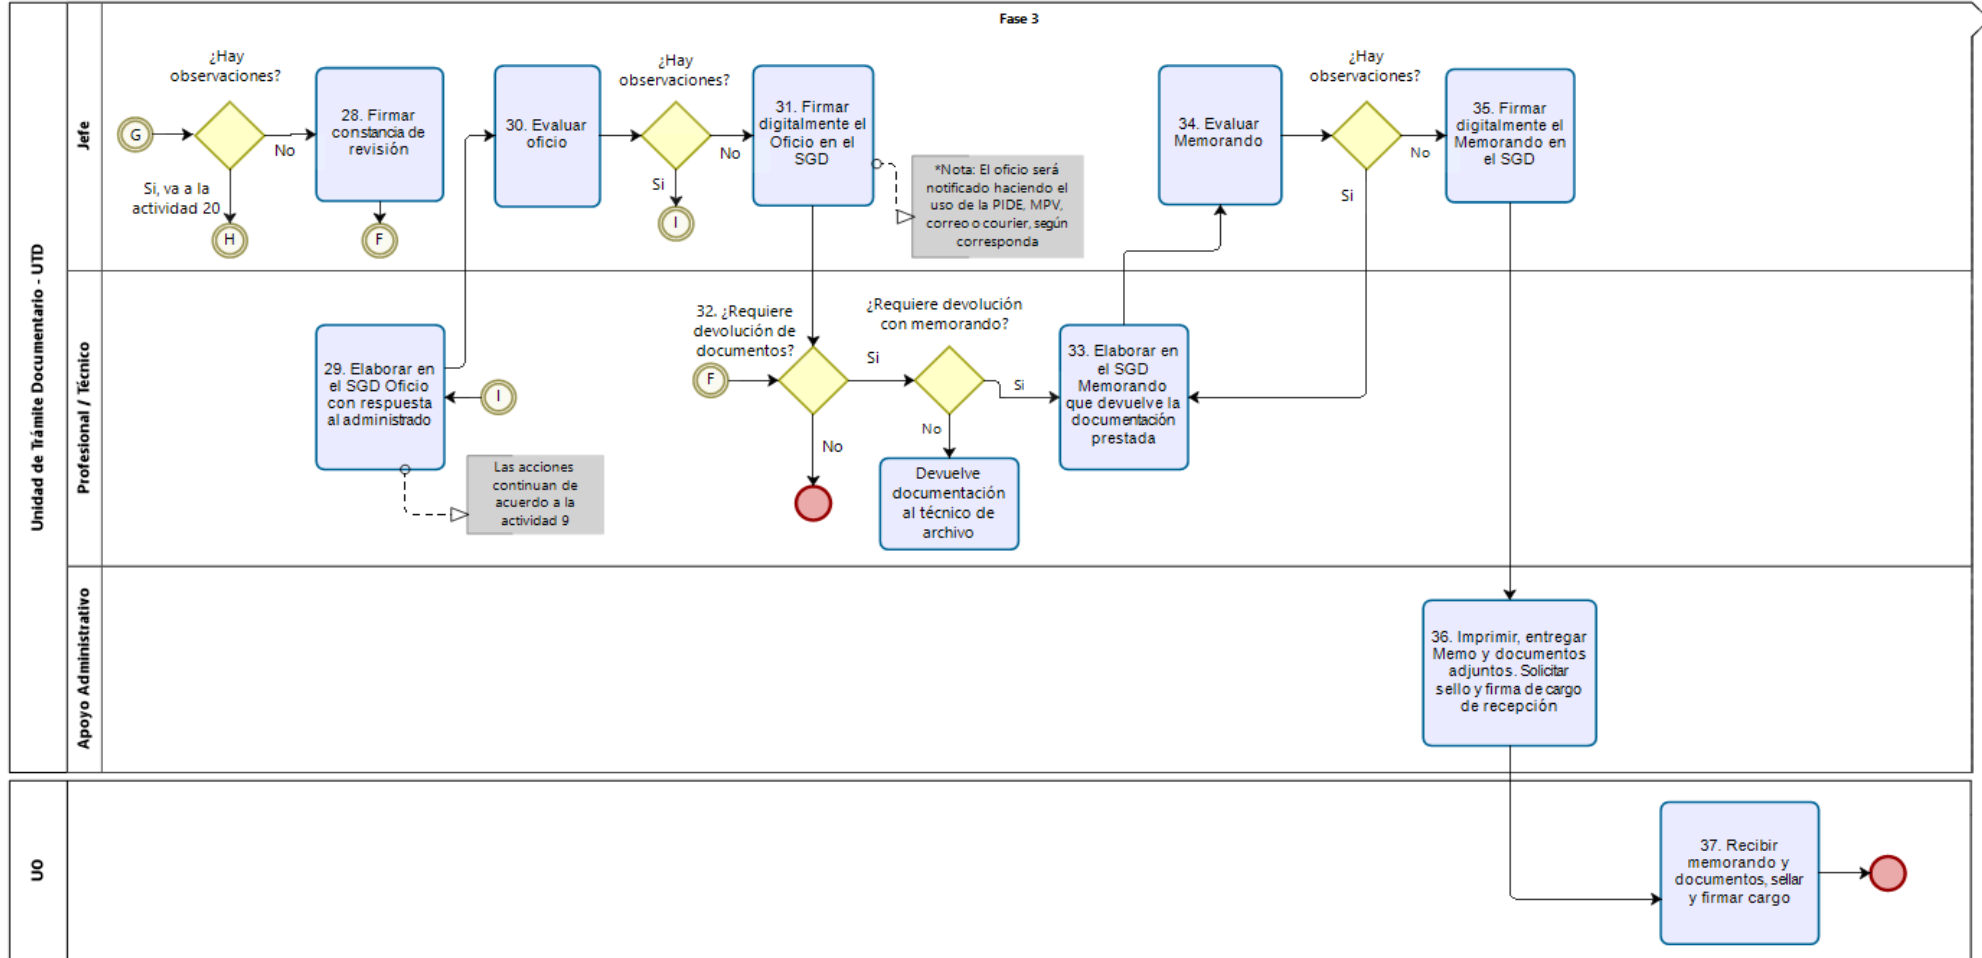 Fase 3
Unidad de Trámite Documentario - UTD
Jefe
¿Hay
observaciones?
G
No
Si, va a la
actividad 20
H
28. Firmar
constancia de
revisión
F
30. Evaluar
oficio
¿Hay
observaciones?
No
Si
I
31. Firmar
digitalmente el
Oficio en el
SGD
*Nota: El oficio será
notificado haciendo el
uso de la PIDE, MPV,
correo o courier, según
corresponda
34. Evaluar
Memorando
¿Hay
observaciones?
No
Si
35. Firmar
digitalmente el
Memorando en
el SGD
Profesional / Técnico
29. Elaborar en
el SGD Oficio
con respuesta
al administrado
I
Las acciones
continuan de
acuerdo a la
actividad 9
32. ¿Requiere
devolución de
documentos?
F
Si
No
¿Requiere devolución
con memorando?
Si
No
Devuelve
documentación
al técnico de
archivo
33. Elaborar en
el SGD
Memorando
que devuelve la
documentación
prestada
Apoyo Administrativo
36. Imprimir, entregar
Memo y documentos
adjuntos. Solicitar
sello y firma de cargo
de recepción
UO
37. Recibir
memorando y
documentos, sellar
y firmar cargo